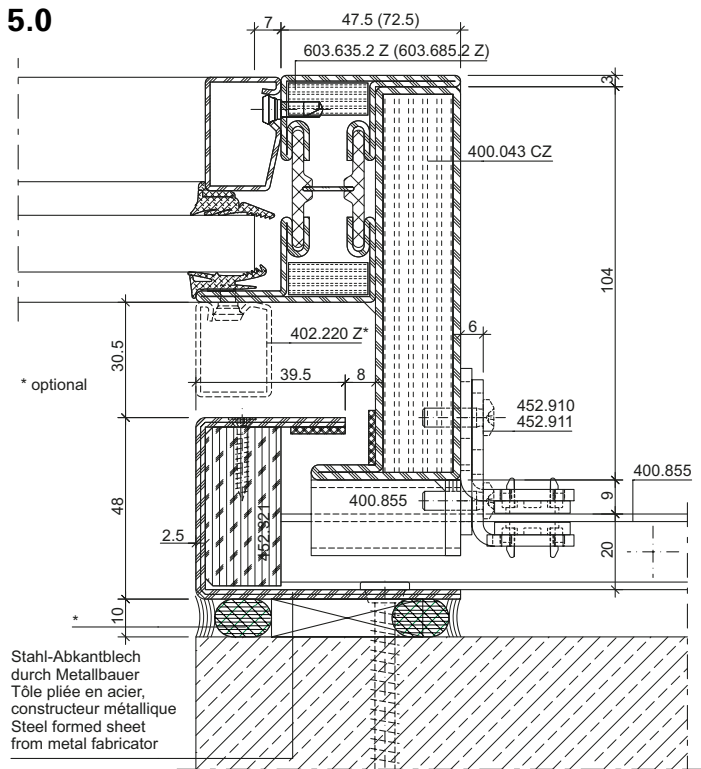 5.0
7
47.5 (72.5)
603.635.2 Z (603.685.2 Z)
3
400.043 CZ
104
402.220 Z*
6
30.5
* optional
39.5
8
452.910
452.911
400.855
400.855
9
48
452.821
2.5
20
10
*
Stahl-Abkantblech
durch Metallbauer
Tôle pliée en acier,
constructeur métallique
Steel formed sheet
from metal fabricator